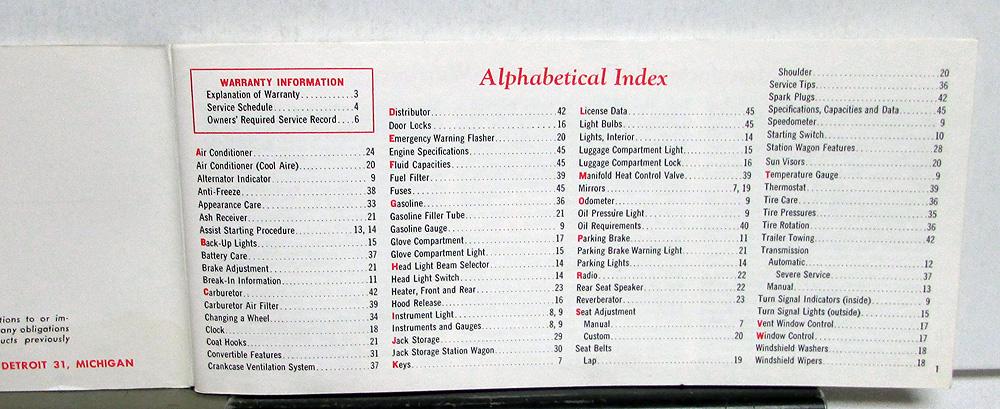 tions to or im-
any obligations
ucts previously
DETROIT 31, MICHIGAN
WARRANTY INFORMATION
Explanation of Warranty............3
Service Schedule..................4
Owners' Required Service Record....6
Air Conditioner.......................... 24
Air Conditioner (Cool Aire)................ 20
Alternator Indicator...................... 9
Anti-Freeze............................. 38
Appearance Care......................... 33
Ash Receiver............................ 21
Assist Starting Procedure............. 13, 14
Back-Up Lights.......................... 15
Battery Care............................ 37
Brake Adjustment........................ 21
Break-In Information..................... 11
Carburetor.............................. 42
Carburetor Air Filter..................... 39
Changing a Wheel........................ 34
Clock................................... 18
Coat Hooks.............................. 21
Convertible Features..................... 31
Crankcase Ventilation System.............. 37
Alphabetical Index
Distributor.............................. 42
Door Locks.............................. 16
Emergency Warning Flasher................ 20
Engine Specifications..................... 45
Fluid Capacities......................... 45
Fuel Filter.............................. 39
Fuses................................... 45
Gasoline................................ 36
Gasoline Filler Tube...................... 21
Gasoline Gauge.......................... 9
Glove Compartment....................... 17
Glove Compartment Light.................. 15
Head Light Beam Selector................. 14
Head Light Switch........................ 14
Heater, Front and Rear.................... 23
Hood Release............................ 16
Instrument Light....................... 8, 9
Instruments and Gauges................. 8, 9
Jack Storage............................ 29
Jack Storage Station Wagon............... 30
Keys.................................... 7
License Data............................ 45
Light Bulbs............................. 45
Lights, Interior......................... 14
Luggage Compartment Light................ 15
Luggage Compartment Lock................ 16
Manifold Heat Control Valve............... 39
Mirrors............................... 7, 19
Odometer............................... 9
Oil Pressure Light....................... 9
Oil Requirements........................ 40
Parking Brake........................... 11
Parking Brake Warning Light............... 21
Parking Lights.......................... 14
Radio................................... 22
Rear Seat Speaker....................... 22
Reverberator............................ 23
Seat Adjustment
Manual................................. 7
Custom................................. 20
Seat Belts
Lap.................................... 19
Shoulder................................ 20
Service Tips............................ 36
Spark Plugs............................. 42
Specifications, Capacities and Data........ 45
Speedometer............................ 9
Starting Switch.......................... 10
Station Wagon Features................... 28
Sun Visors.............................. 20
Temperature Gauge....................... 9
Thermostat.............................. 39
Tire Care............................... 36
Tire Pressures........................... 35
Tire Rotation............................ 36
Trailer Towing........................... 42
Transmission
Automatic............................... 12
Severe Service.......................... 37
Manual................................. 13
Turn Signal Indicators (inside)............ 9
Turn Signal Lights (outside).............. 15
Vent Window Control..................... 17
Window Control.......................... 17
Windshield Washers...................... 18
Windshield Wipers....................... 18
1